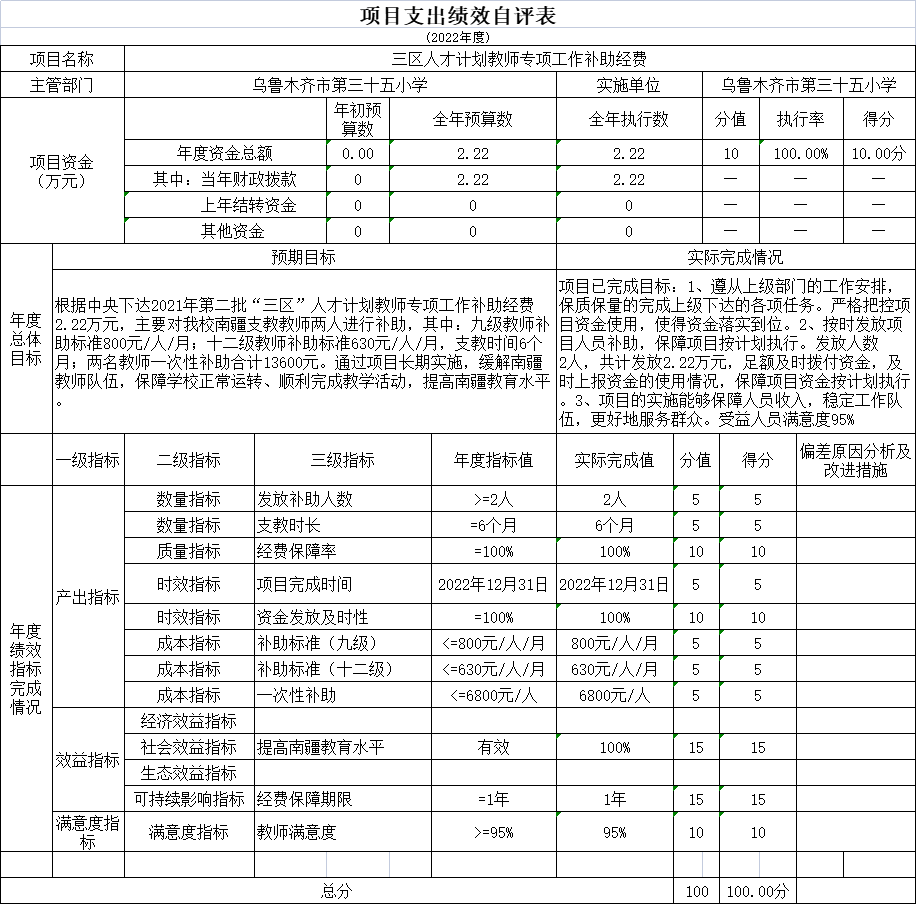 项目支出绩效自评表
(2022年度)
项目名称 三区人才计划教师专项工作补助经费
主管部门 乌鲁木齐市第三十五小学 实施单位 乌鲁木齐市第三十五小学
项目资金（万元） 年初预算数 全年预算数 全年执行数 分值 执行率 得分
年度资金总额 0.00 2.22 2.22 10 100.00% 10.00分
其中：当年财政拨款 0 2.22 2.22 — — —
上年结转资金 0 0 0 — — —
其他资金 0 0 0 — — —
年度总体目标 预期目标 实际完成情况
根据中央下达2021年第二批“三区”人才计划教师专项工作补助经费
2.22万元，主要对我校南疆支教教师两人进行补助，其中：九级教师补
助标准800元/人/月；十二级教师补助标准630元/人/月，支教时间6个
月；两名教师一次性补助合计13600元。通过项目长期实施，缓解南疆
教师队伍，保障学校正常运转、顺利完成教学活动，提高南疆教育水平
。
项目已完成目标：1、遵从上级部门的工作安排，
保质保量的完成上级下达的各项任务。严格把控项
目资金使用，使得资金落实到位。2、按时发放项
目人员补助，保障项目按计划执行。发放人数
2人，共计发放2.22万元，足额及时拨付资金，及
时上报资金的使用情况，保障项目资金按计划执行
。3、项目的实施能够保障人员收入，稳定工作队
伍，更好地服务群众。受益人员满意度95%
一级指标 二级指标 三级指标 年度指标值 实际完成值 分值 得分 偏差原因分析及改进措施
年度绩效指标完成情况
产出指标
数量指标 发放补助人数 >=2人 2人 5 5
数量指标 支教时长 =6个月 6个月 5 5
质量指标 经费保障率 =100% 100% 10 10
时效指标 项目完成时间 2022年12月31日 2022年12月31日 5 5
时效指标 资金发放及时性 =100% 100% 10 10
成本指标 补助标准（九级） <=800元/人/月 800元/人/月 5 5
成本指标 补助标准（十二级） <=630元/人/月 630元/人/月 5 5
成本指标 一次性补助 <=6800元/人 6800元/人 5 5
效益指标
经济效益指标
社会效益指标 提高南疆教育水平 有效 100% 15 15
生态效益指标
可持续影响指标 经费保障期限 =1年 1年 15 15
满意度指标 满意度指标 教师满意度 >=95% 95% 10 10
总分 100 100.00分